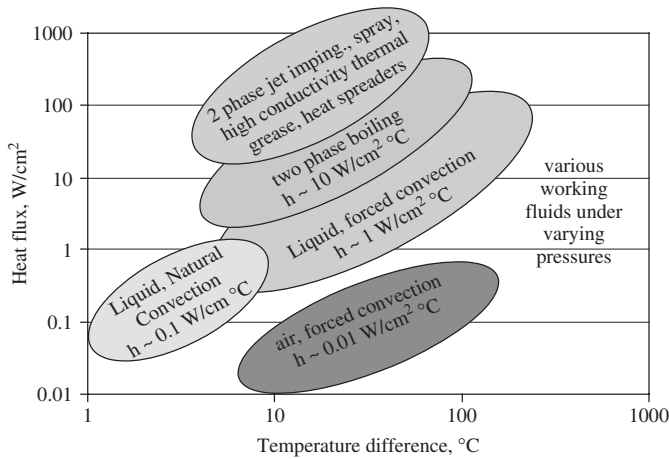 1000
100
10
1
0.1
0.01
Heat flux, W/cm²
2 phase jet imping., spray,
high conductivity thermal
grease, heat spreaders
two phase boiling
h ~ 10 W/cm² °C
Liquid, forced convection
h ~ 1 W/cm² °C
Liquid, Natural
Convection
h ~ 0.1 W/cm °C
air, forced convection
h ~ 0.01 W/cm² °C
various
working
fluids under
varying
pressures
1
10
100
1000
Temperature difference, °C